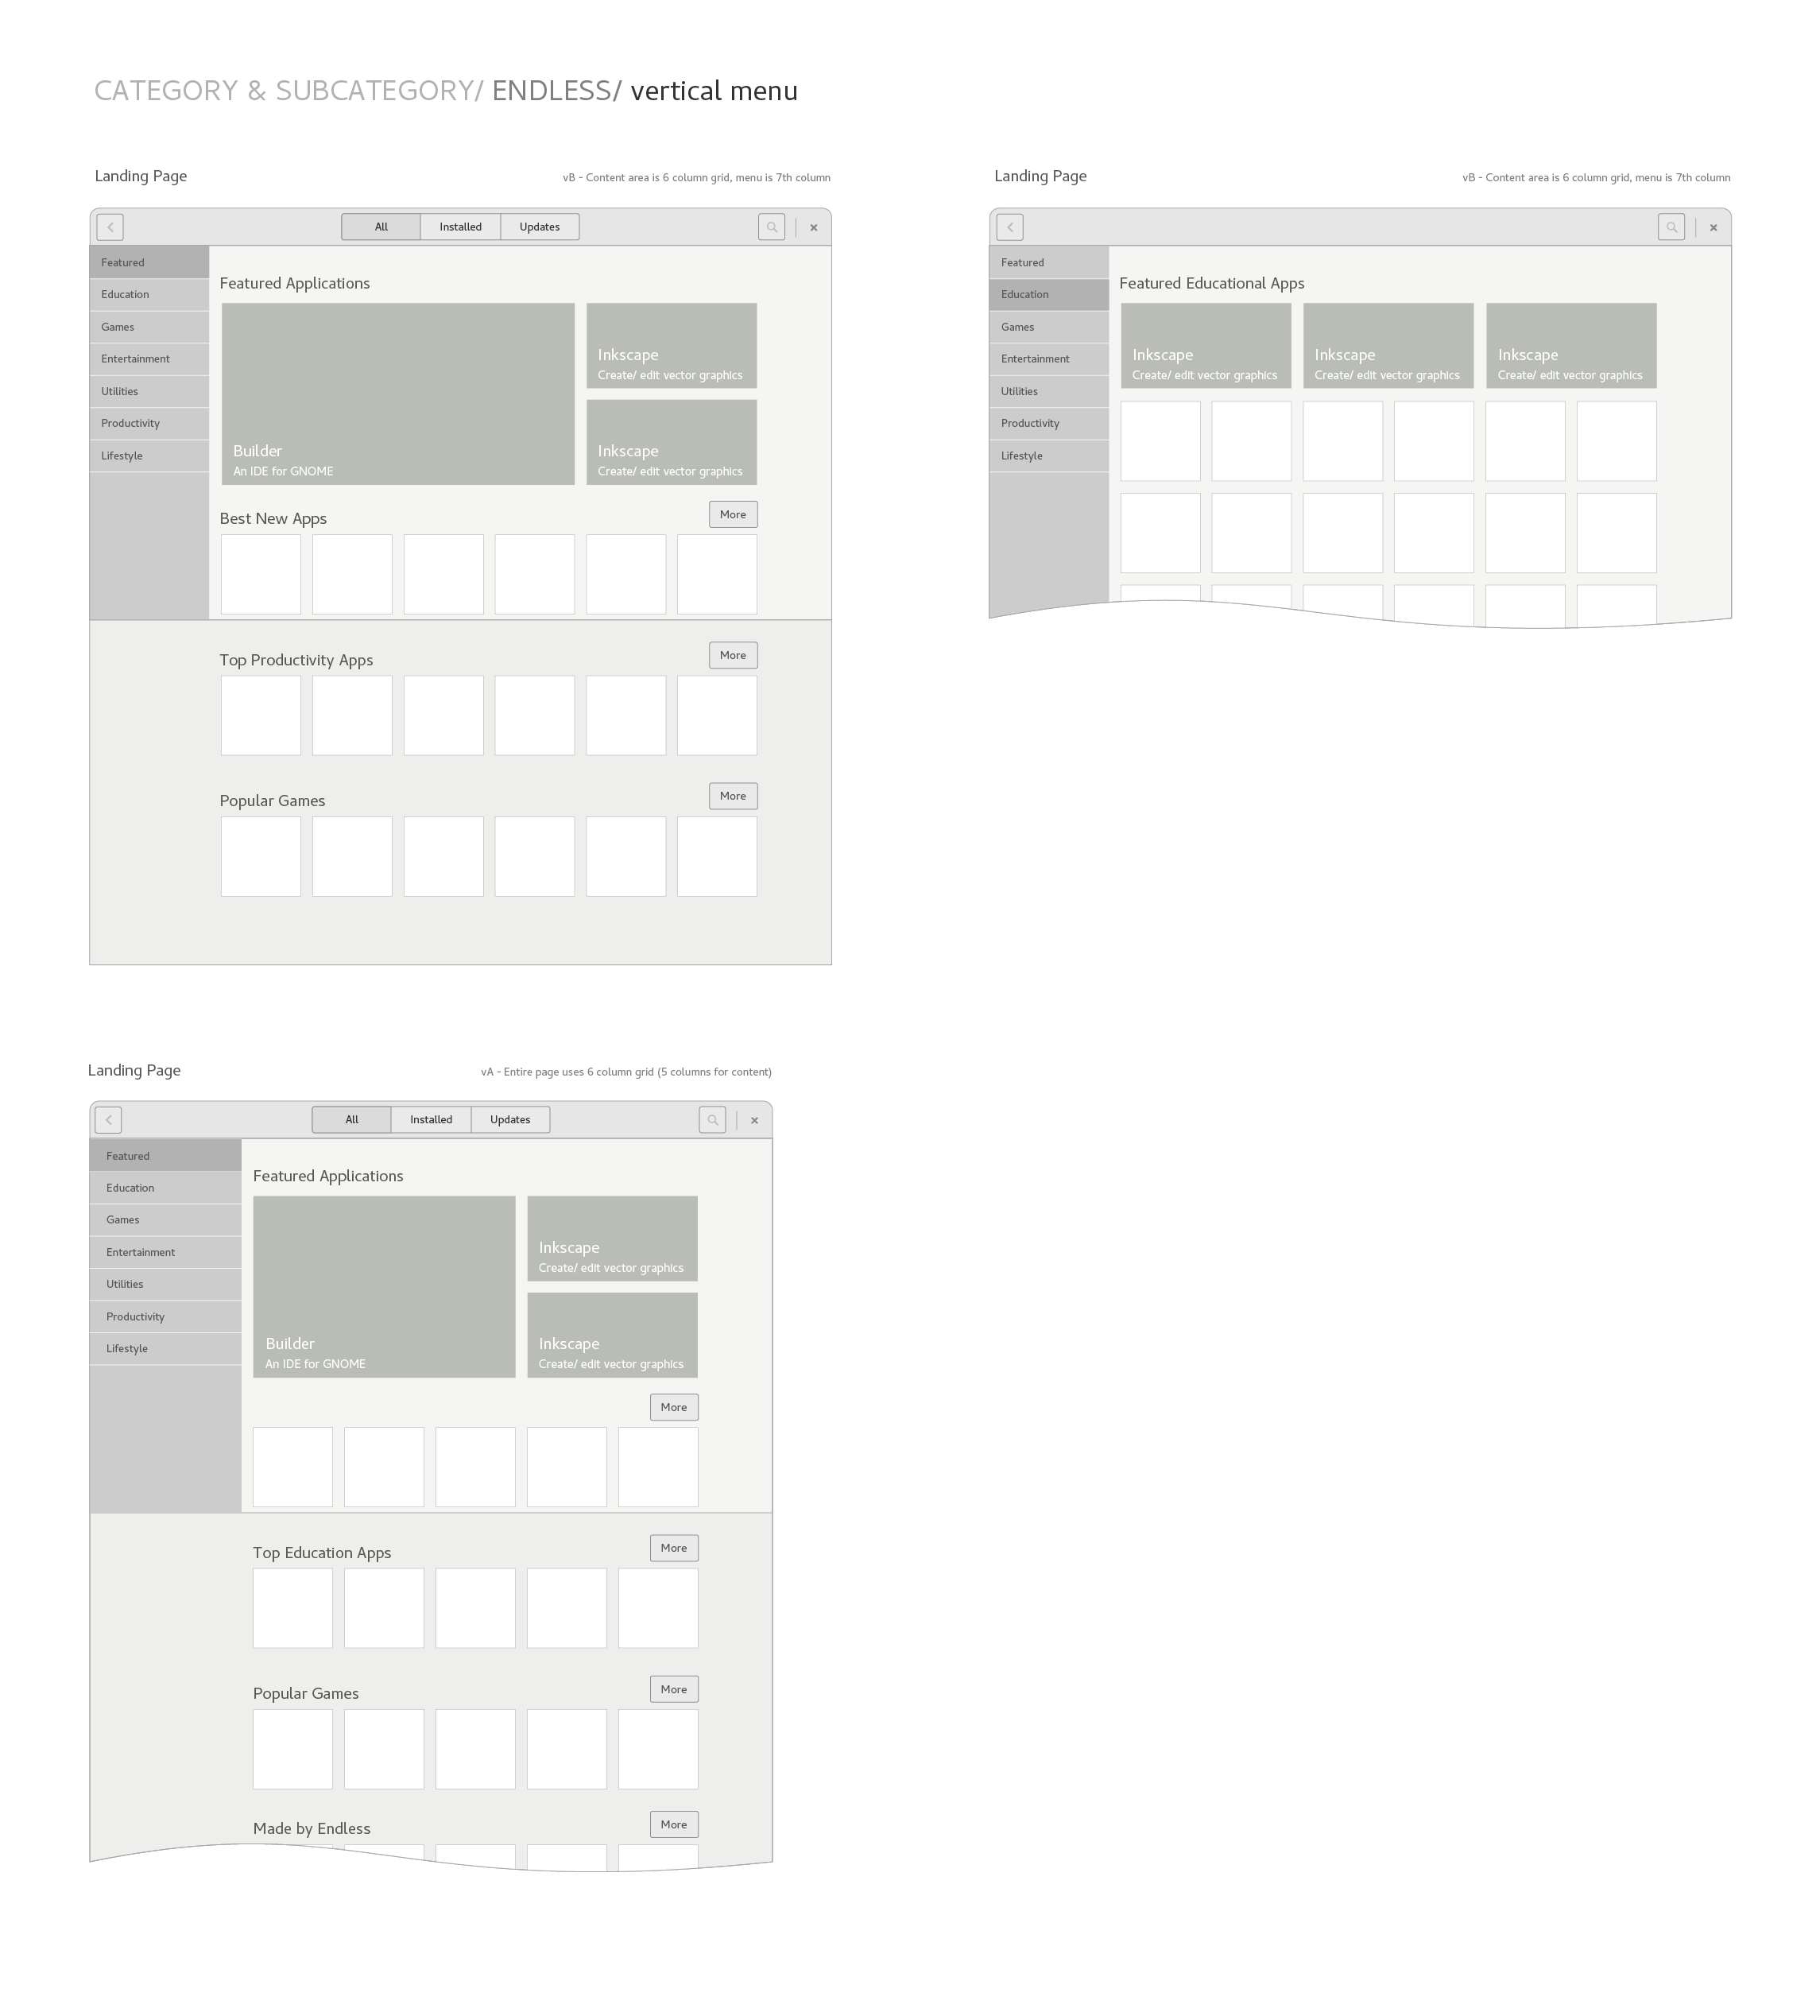 CATEGORY & SUBCATEGORY/ ENDLESS/ vertical menu
Landing Page
vB - Content area is 6 column grid, menu is 7th column
All
Installed
Updates
Featured
Education
Games
Entertainment
Utilities
Productivity
Lifestyle
Featured Applications
Builder
An IDE for GNOME
Inkscape
Create/ edit vector graphics
Inkscape
Create/ edit vector graphics
Best New Apps
More
Top Productivity Apps
More
Popular Games
More
Landing Page
vB - Content area is 6 column grid, menu is 7th column
Featured
Education
Games
Entertainment
Utilities
Productivity
Lifestyle
Featured Educational Apps
Inkscape
Create/ edit vector graphics
Inkscape
Create/ edit vector graphics
Inkscape
Create/ edit vector graphics
Landing Page
vA - Entire page uses 6 column grid (5 columns for content)
All
Installed
Updates
Featured
Education
Games
Entertainment
Utilities
Productivity
Lifestyle
Featured Applications
Builder
An IDE for GNOME
Inkscape
Create/ edit vector graphics
Inkscape
Create/ edit vector graphics
More
Top Education Apps
More
Popular Games
More
Made by Endless
More